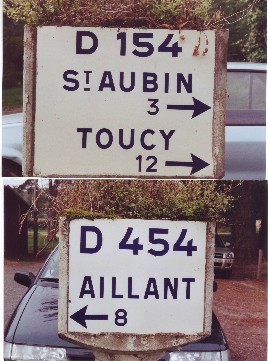 D 154
ST AUBIN
3 →
TOUCY
12 →
D 454
AILLANT
← 8